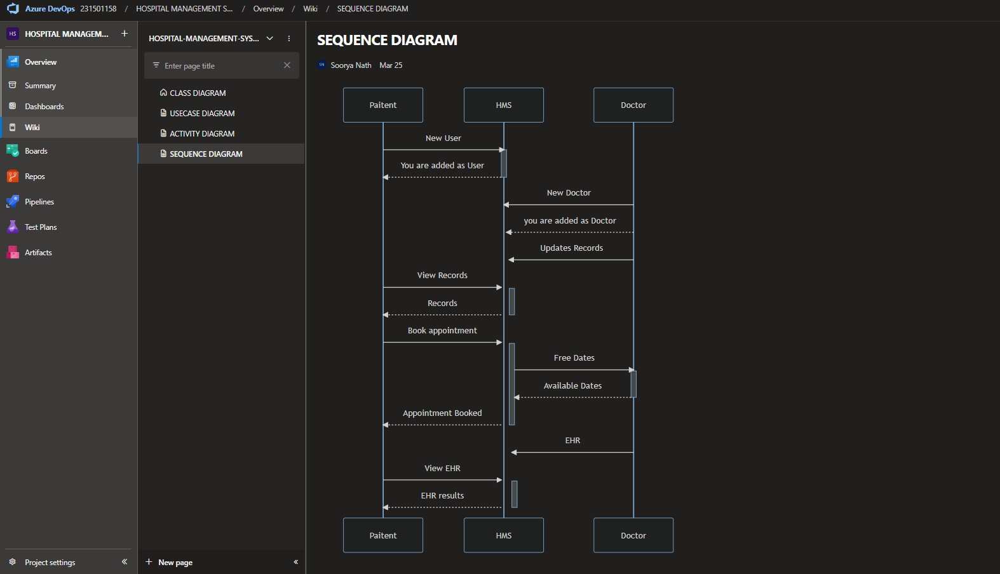 Azure DevOps 231501158 / HOSPITAL MANAGEMENT S... / Overview / Wiki / SEQUENCE DIAGRAM
HS HOSPITAL MANAGEM... +
Overview
Summary
Dashboards
Wiki
Boards
Repos
Pipelines
Test Plans
Artifacts
Project settings
HOSPITAL-MANAGEMENT-SYS...
Enter page title
CLASS DIAGRAM
USECASE DIAGRAM
ACTIVITY DIAGRAM
SEQUENCE DIAGRAM
+ New page
SEQUENCE DIAGRAM
SN Soorya Nath Mar 25
Paitent HMS Doctor
New User
You are added as User
New Doctor
you are added as Doctor
Updates Records
View Records
Records
Book appointment
Free Dates
Available Dates
Appointment Booked
EHR
View EHR
EHR results
Paitent HMS Doctor